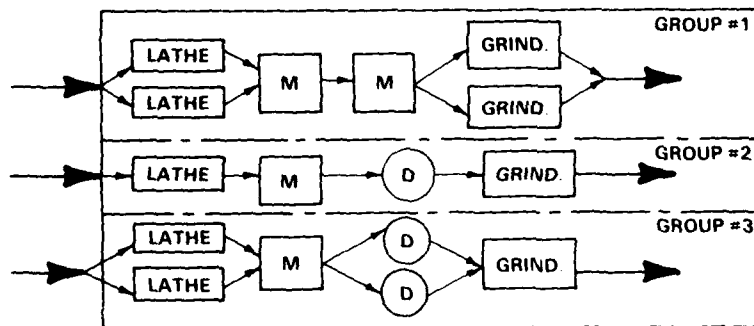 GROUP #1
LATHE
LATHE
M
M
GRIND.
GRIND.
GROUP #2
LATHE
M
D
GRIND.
GROUP #3
LATHE
LATHE
M
D
D
GRIND.